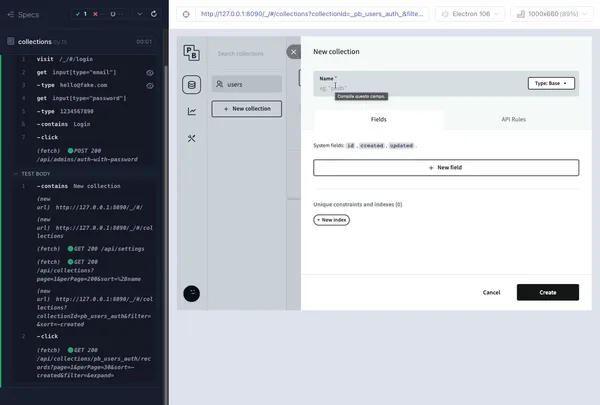 Specs
1
collections.cy.ts
00:01
1 visit /_/#/login
2 get input[type="email"]
3 -type hello@fake.com
4 get input[type="password"]
5 -type 1234567890
6 -contains Login
7 -click
(fetch) POST 200
/api/admins/auth-with-password
TEST BODY
1 -contains New collection
(new
url) http://127.0.0.1:8090/_/#/
(new
url) http://127.0.0.1:8090/_/#/col
lections
(fetch) GET 200 /api/settings
(fetch) GET 200
/api/collections?
page=1&perPage=200&sort=%2Bname
(new
url) http://127.0.0.1:8090/_/#/col
lections?
collectionId=_pb_users_auth_&filter=
&sort=-created
2 -click
(fetch) GET 200
/api/collections/_pb_users_auth_/rec
ords?page=1&perPage=30&sort=-
created&filter=&expand=
http://127.0.0.1:8090/_/#/collections?collectionId=_pb_users_auth_&filte...
Electron 106
1000x660 (89%)
PB
Search collections
users
+ New collection
New collection
Name *
eg. "posts"
Compila questo campo.
Type: Base
Fields
API Rules
System fields: id , created , updated .
+ New field
Unique constraints and indexes (0)
+ New index
Cancel
Create